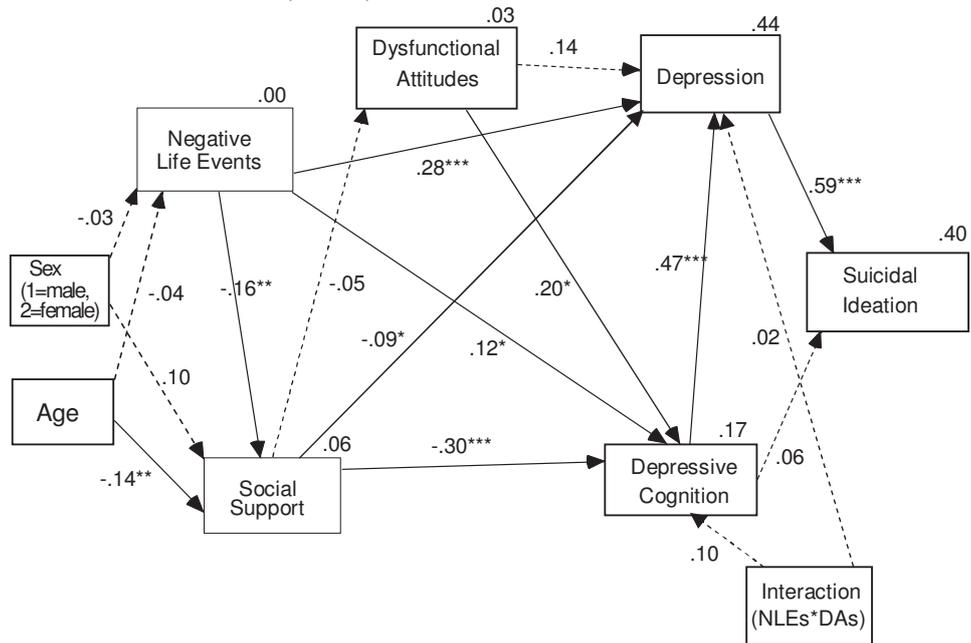 .03
.44
Dysfunctional
Attitudes
.14
Depression
.00
Negative
Life Events
.28***
.59***
-.03
.40
Sex
(1=male,
2=female)
-.04
-.16**
-.05
.20*
.47***
Suicidal
Ideation
-.09*
.12*
.02
.10
Age
.06
-.30***
.17
-.14**
Social
Support
Depressive
Cognition
.06
.10
Interaction
(NLEs*DAs)